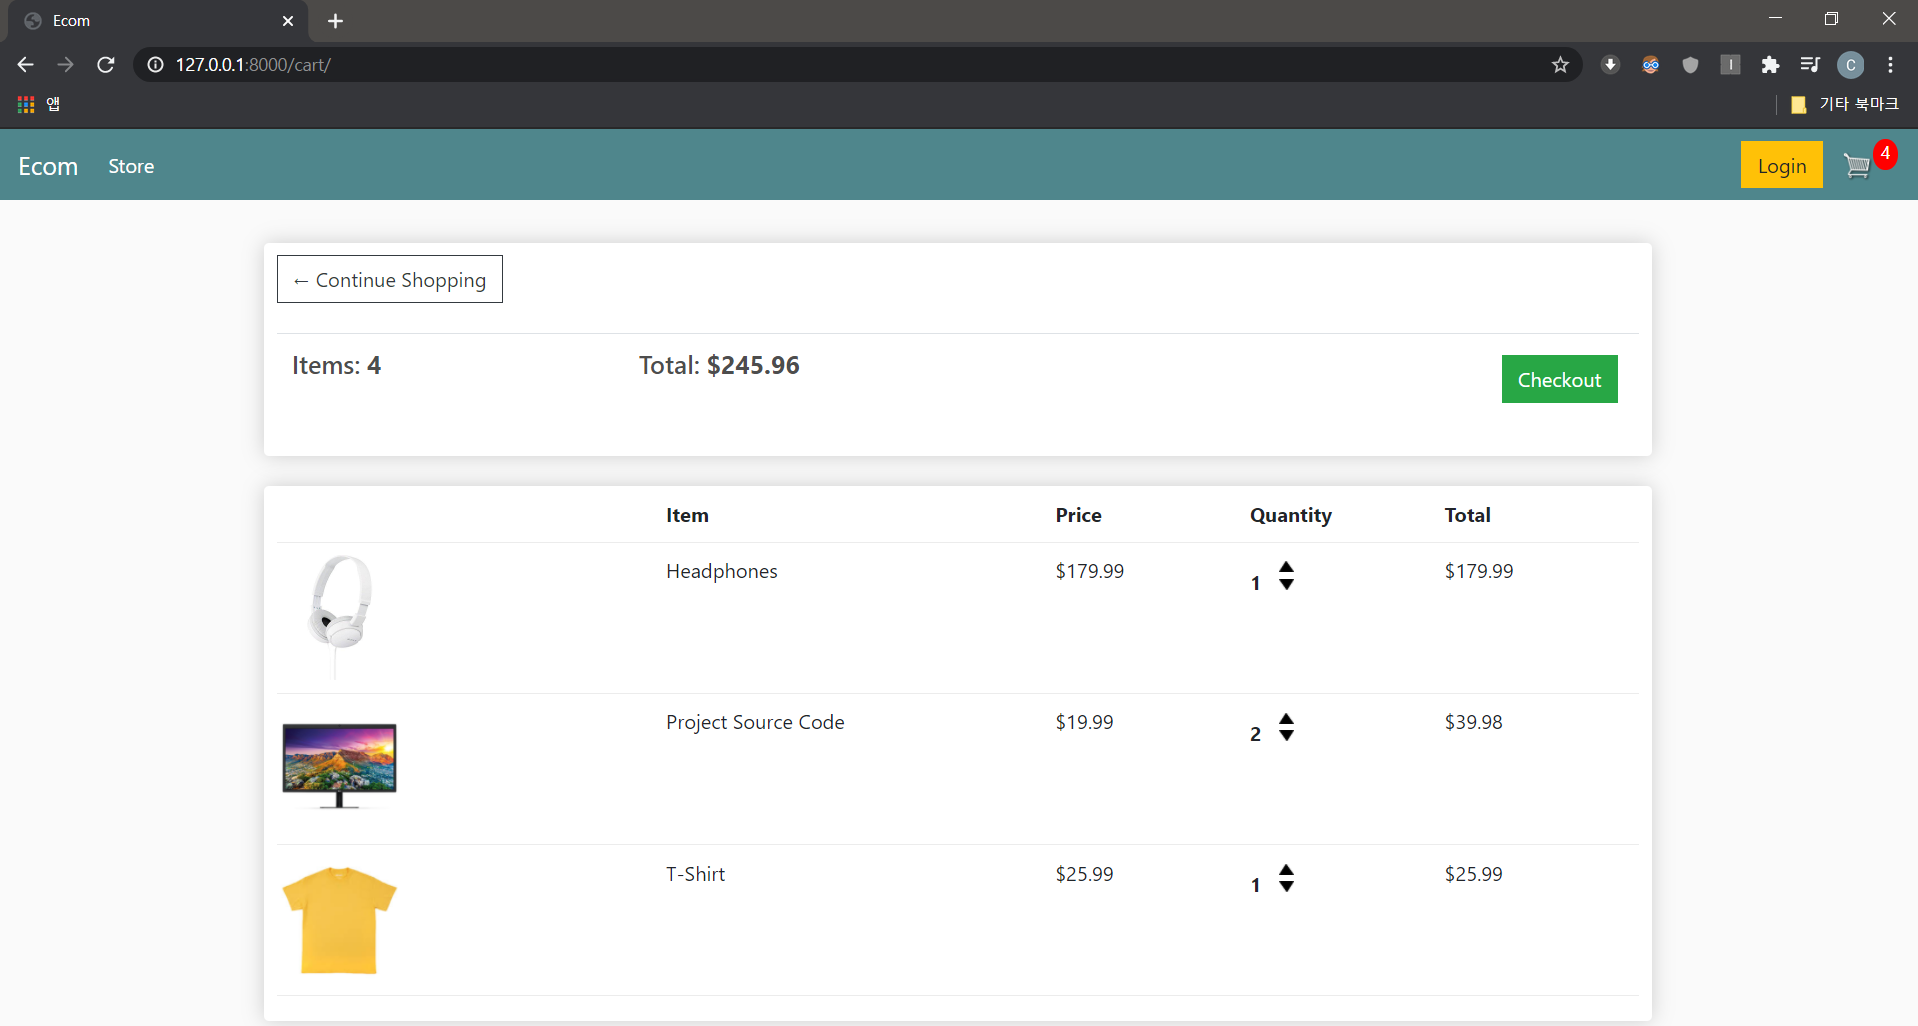 Ecom
127.0.0.1:8000/cart/
I
C
앱
기타 북마크
Ecom Store Login 4
← Continue Shopping
Items: 4 Total: $245.96 Checkout
Item Price Quantity Total
Headphones $179.99 1 $179.99
Project Source Code $19.99 2 $39.98
T-Shirt $25.99 1 $25.99